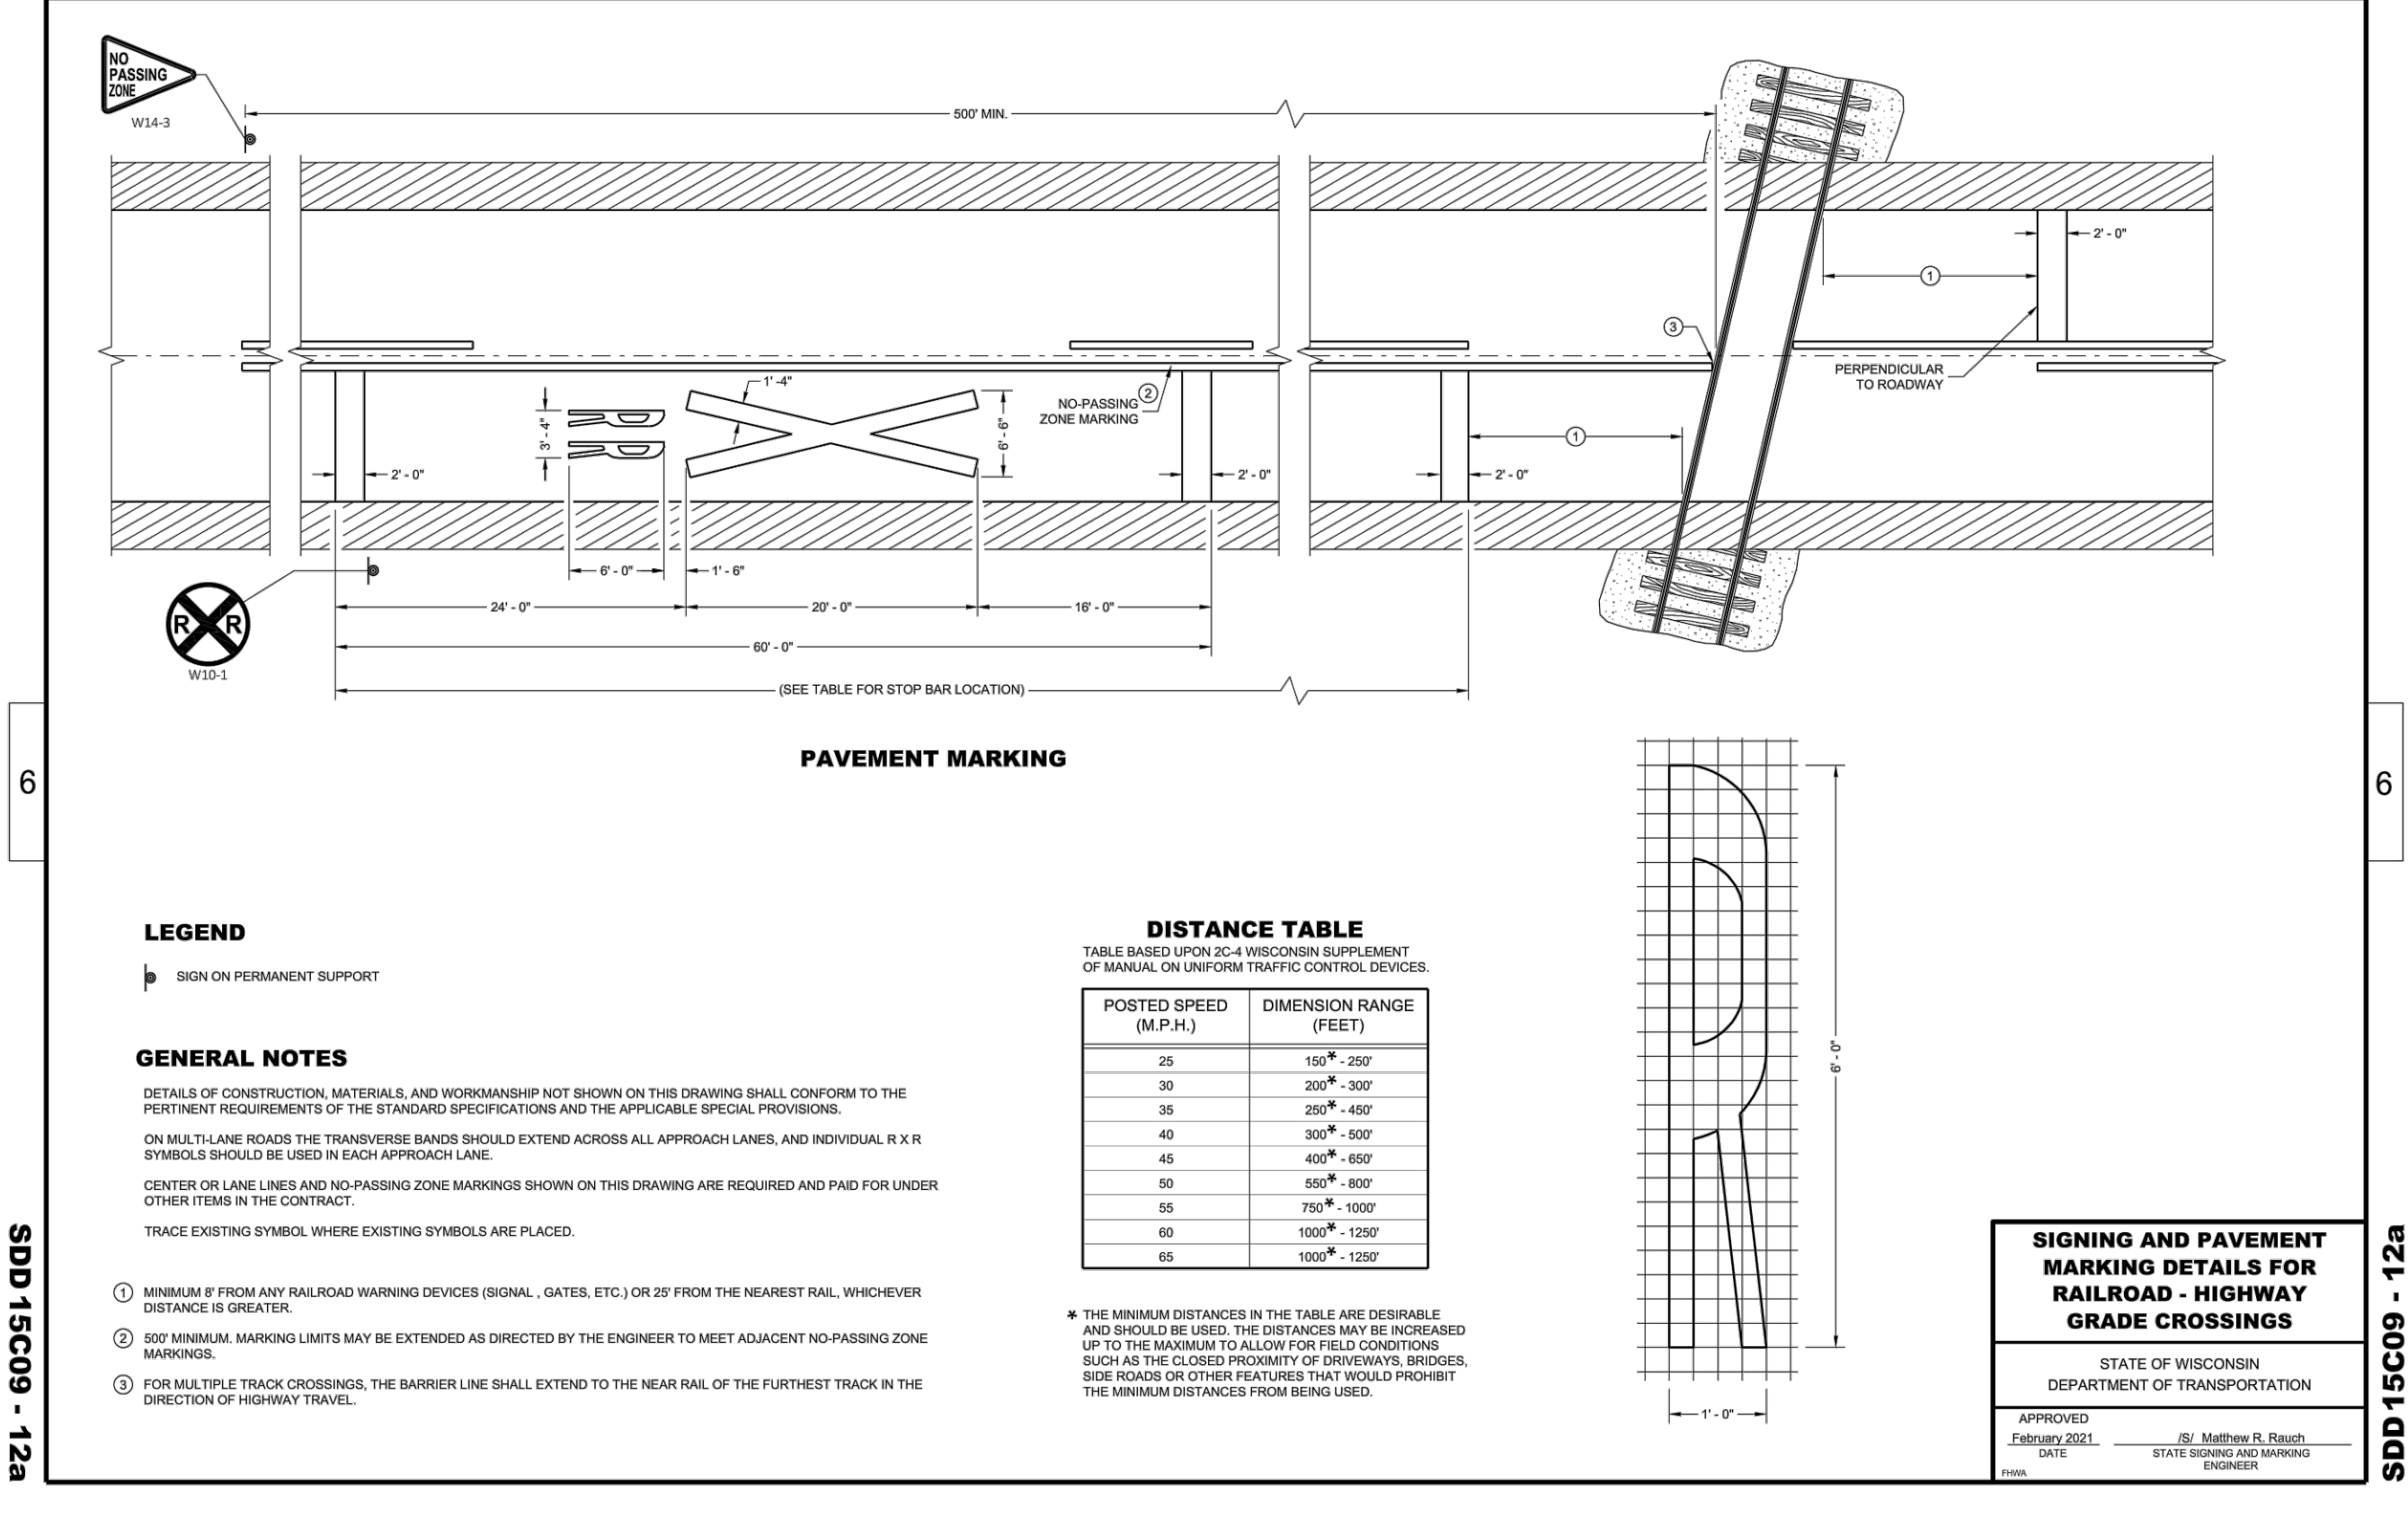 NO
PASSING
ZONE
W14-3
500' MIN.
2' - 0"
1
3
PERPENDICULAR
TO ROADWAY
1' -4"
2
NO-PASSING
ZONE MARKING
3' - 4"
6' - 6"
1
2' - 0"
2' - 0"
2' - 0"
6' - 0"
1' - 6"
24' - 0"
20' - 0"
16' - 0"
R R
W10-1
60' - 0"
(SEE TABLE FOR STOP BAR LOCATION)
PAVEMENT MARKING
6
6
LEGEND
SIGN ON PERMANENT SUPPORT
GENERAL NOTES
DETAILS OF CONSTRUCTION, MATERIALS, AND WORKMANSHIP NOT SHOWN ON THIS DRAWING SHALL CONFORM TO THE
PERTINENT REQUIREMENTS OF THE STANDARD SPECIFICATIONS AND THE APPLICABLE SPECIAL PROVISIONS.
ON MULTI-LANE ROADS THE TRANSVERSE BANDS SHOULD EXTEND ACROSS ALL APPROACH LANES, AND INDIVIDUAL R X R
SYMBOLS SHOULD BE USED IN EACH APPROACH LANE.
CENTER OR LANE LINES AND NO-PASSING ZONE MARKINGS SHOWN ON THIS DRAWING ARE REQUIRED AND PAID FOR UNDER
OTHER ITEMS IN THE CONTRACT.
TRACE EXISTING SYMBOL WHERE EXISTING SYMBOLS ARE PLACED.
1 MINIMUM 8' FROM ANY RAILROAD WARNING DEVICES (SIGNAL , GATES, ETC.) OR 25' FROM THE NEAREST RAIL, WHICHEVER
DISTANCE IS GREATER.
2 500' MINIMUM. MARKING LIMITS MAY BE EXTENDED AS DIRECTED BY THE ENGINEER TO MEET ADJACENT NO-PASSING ZONE
MARKINGS.
3 FOR MULTIPLE TRACK CROSSINGS, THE BARRIER LINE SHALL EXTEND TO THE NEAR RAIL OF THE FURTHEST TRACK IN THE
DIRECTION OF HIGHWAY TRAVEL.
DISTANCE TABLE
TABLE BASED UPON 2C-4 WISCONSIN SUPPLEMENT
OF MANUAL ON UNIFORM TRAFFIC CONTROL DEVICES.
POSTED SPEED DIMENSION RANGE
(M.P.H.) (FEET)
25 150* - 250'
30 200* - 300'
35 250* - 450'
40 300* - 500'
45 400* - 650'
50 550* - 800'
55 750* - 1000'
60 1000* - 1250'
65 1000* - 1250'
* THE MINIMUM DISTANCES IN THE TABLE ARE DESIRABLE
AND SHOULD BE USED. THE DISTANCES MAY BE INCREASED
UP TO THE MAXIMUM TO ALLOW FOR FIELD CONDITIONS
SUCH AS THE CLOSED PROXIMITY OF DRIVEWAYS, BRIDGES,
SIDE ROADS OR OTHER FEATURES THAT WOULD PROHIBIT
THE MINIMUM DISTANCES FROM BEING USED.
6' - 0"
1' - 0"
SIGNING AND PAVEMENT
MARKING DETAILS FOR
RAILROAD - HIGHWAY
GRADE CROSSINGS
STATE OF WISCONSIN
DEPARTMENT OF TRANSPORTATION
APPROVED
February 2021 /S/ Matthew R. Rauch
DATE STATE SIGNING AND MARKING
ENGINEER
FHWA
SDD 15C09 - 12a
SDD 15C09 - 12a